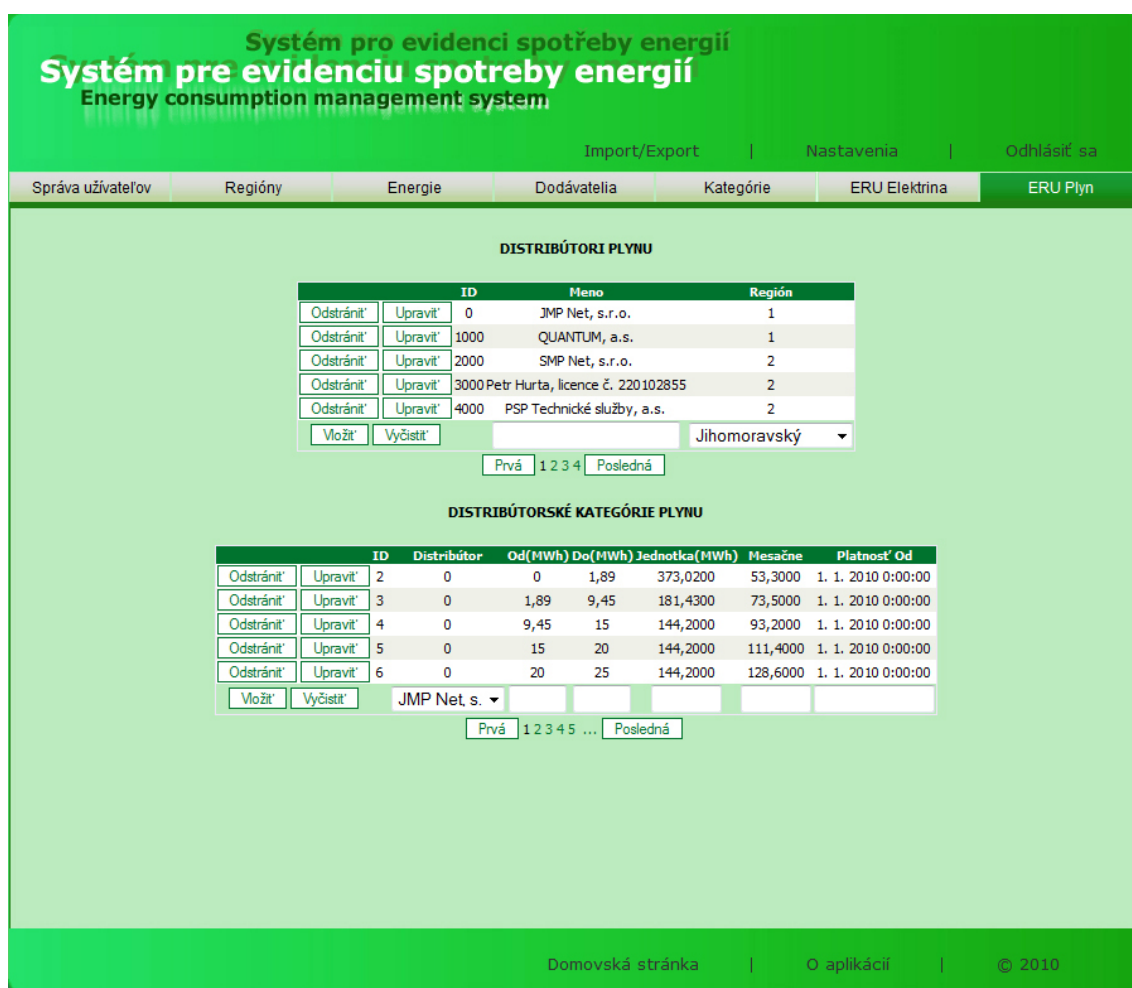 Systém pro evidenci spotřeby energií
Systém pre evidenciu spotreby energií
Energy consumption management system
Import/Export | Nastavenia | Odhlásiť sa
Správa užívateľov Regióny Energie Dodávatelia Kategórie ERU Elektrina ERU Plyn
DISTRIBÚTORI PLYNU
ID Meno Región
Odstrániť Upraviť 0 JMP Net, s.r.o. 1
Odstrániť Upraviť 1000 QUANTUM, a.s. 1
Odstrániť Upraviť 2000 SMP Net, s.r.o. 2
Odstrániť Upraviť 3000 Petr Hurta, licence č. 220102855 2
Odstrániť Upraviť 4000 PSP Technické služby, a.s. 2
Vložiť Vyčistiť Jihomoravský
Prvá 1 2 3 4 Posledná
DISTRIBÚTORSKÉ KATEGÓRIE PLYNU
ID Distribútor Od(MWh) Do(MWh) Jednotka(MWh) Mesačne Platnosť Od
Odstrániť Upraviť 2 0 0 1,89 373,0200 53,3000 1. 1. 2010 0:00:00
Odstrániť Upraviť 3 0 1,89 9,45 181,4300 73,5000 1. 1. 2010 0:00:00
Odstrániť Upraviť 4 0 9,45 15 144,2000 93,2000 1. 1. 2010 0:00:00
Odstrániť Upraviť 5 0 15 20 144,2000 111,4000 1. 1. 2010 0:00:00
Odstrániť Upraviť 6 0 20 25 144,2000 128,6000 1. 1. 2010 0:00:00
Vložiť Vyčistiť JMP Net, s.
Prvá 1 2 3 4 5 ... Posledná
Domovská stránka | O aplikácií | © 2010